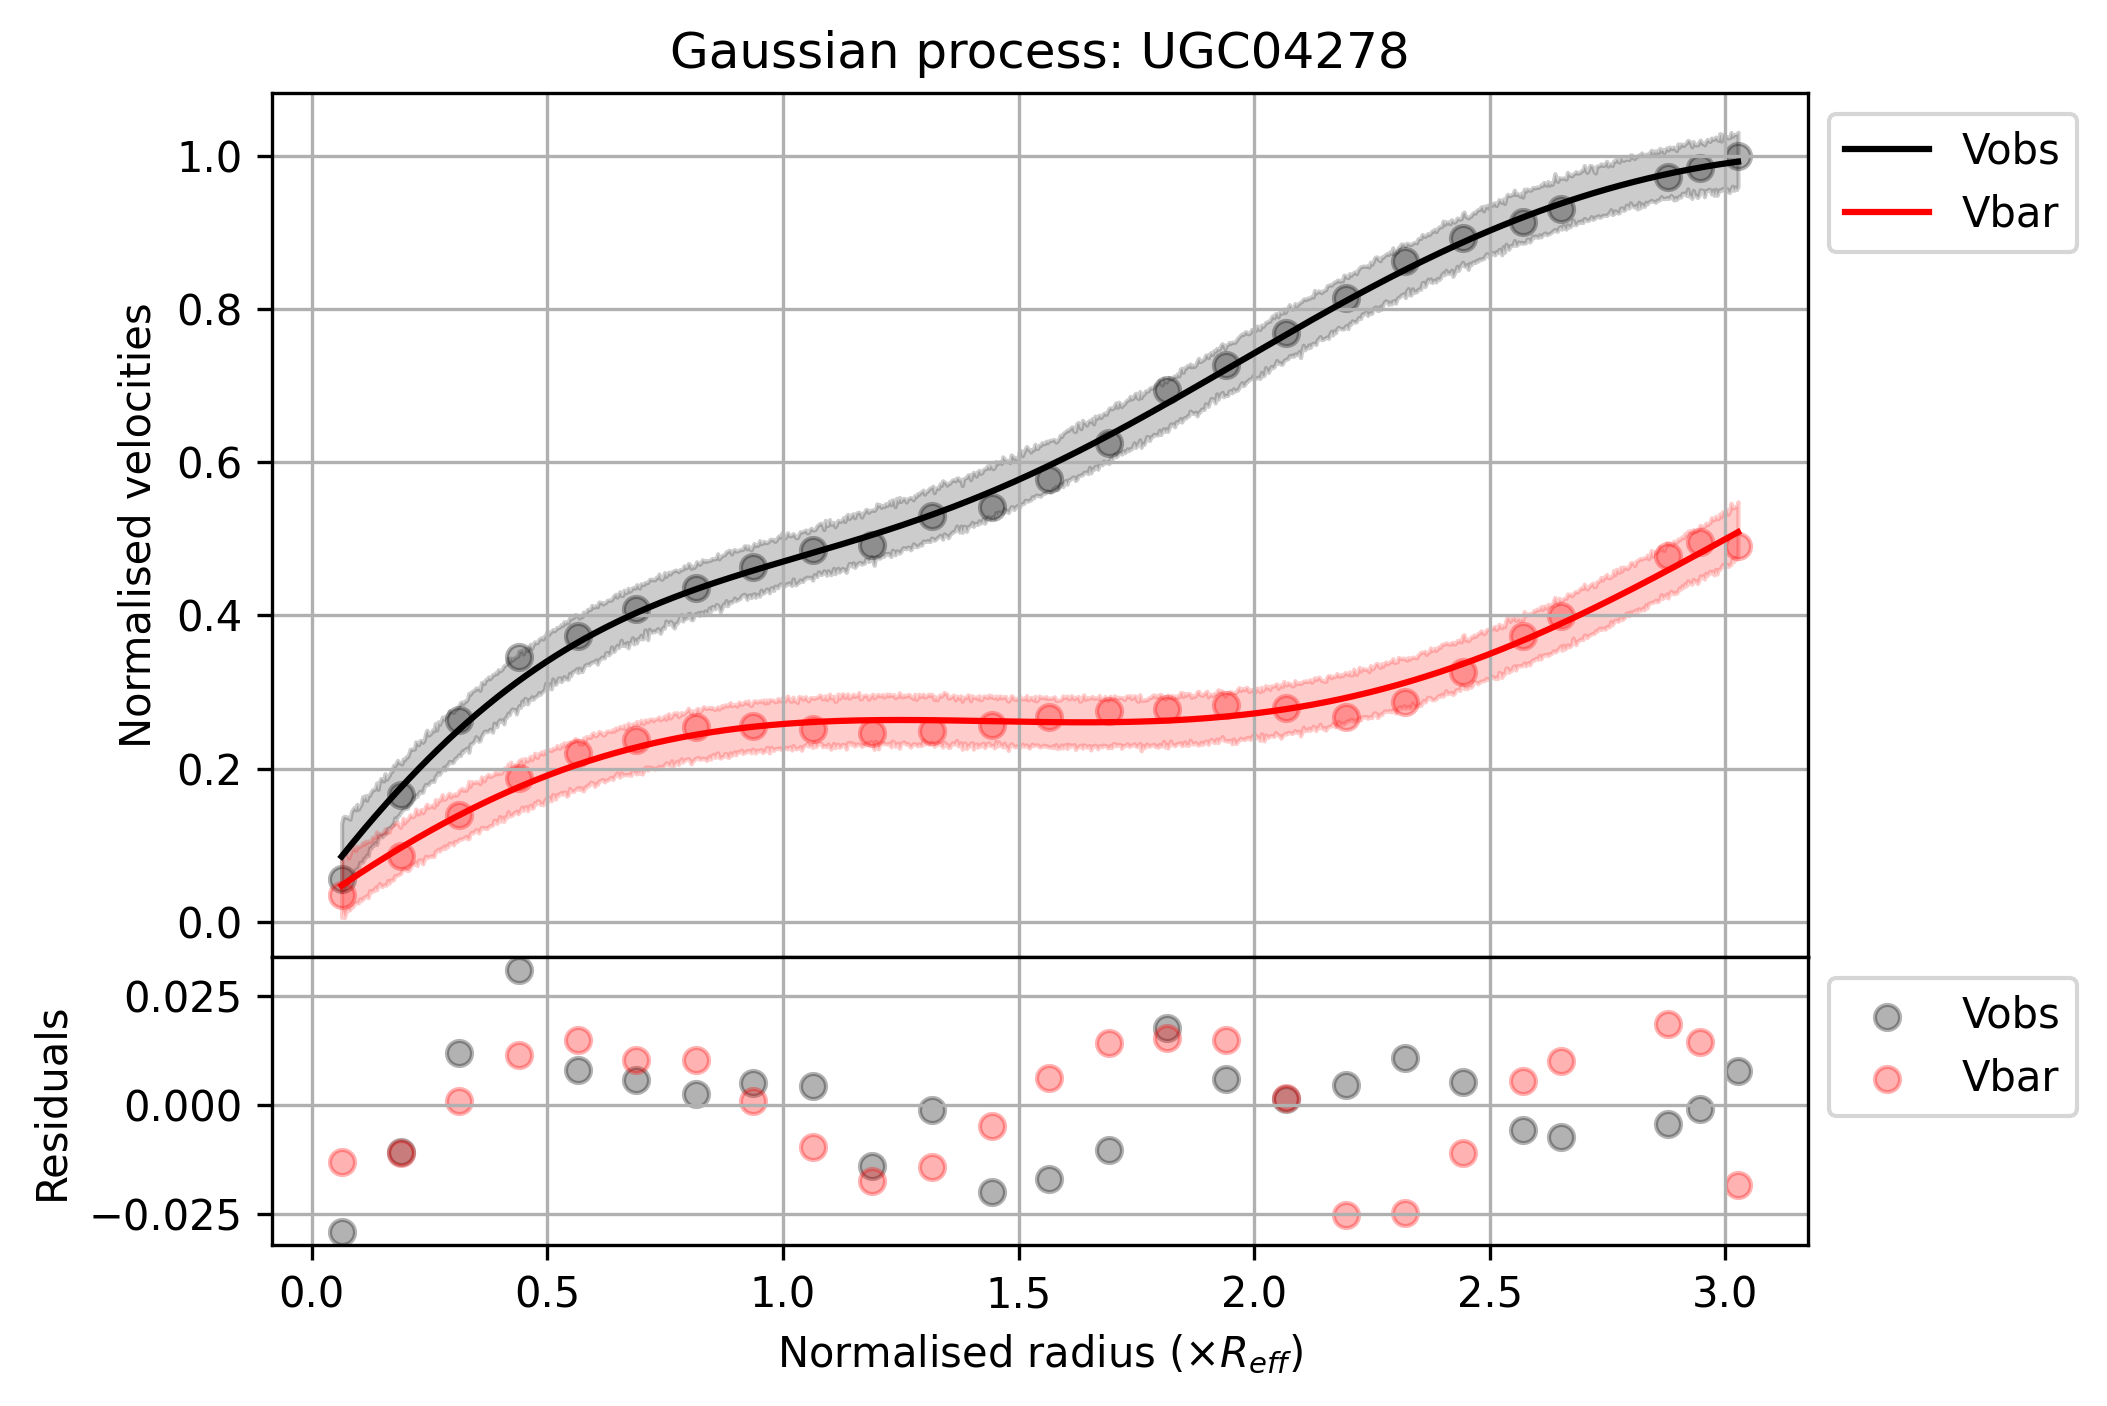 Gaussian process: UGC04278
Normalised velocities
1.0
0.8
0.6
0.4
0.2
0.0
Vobs
Vbar
Residuals
0.025
0.000
−0.025
Vobs
Vbar
0.0 0.5 1.0 1.5 2.0 2.5 3.0
Normalised radius (×R_eff)